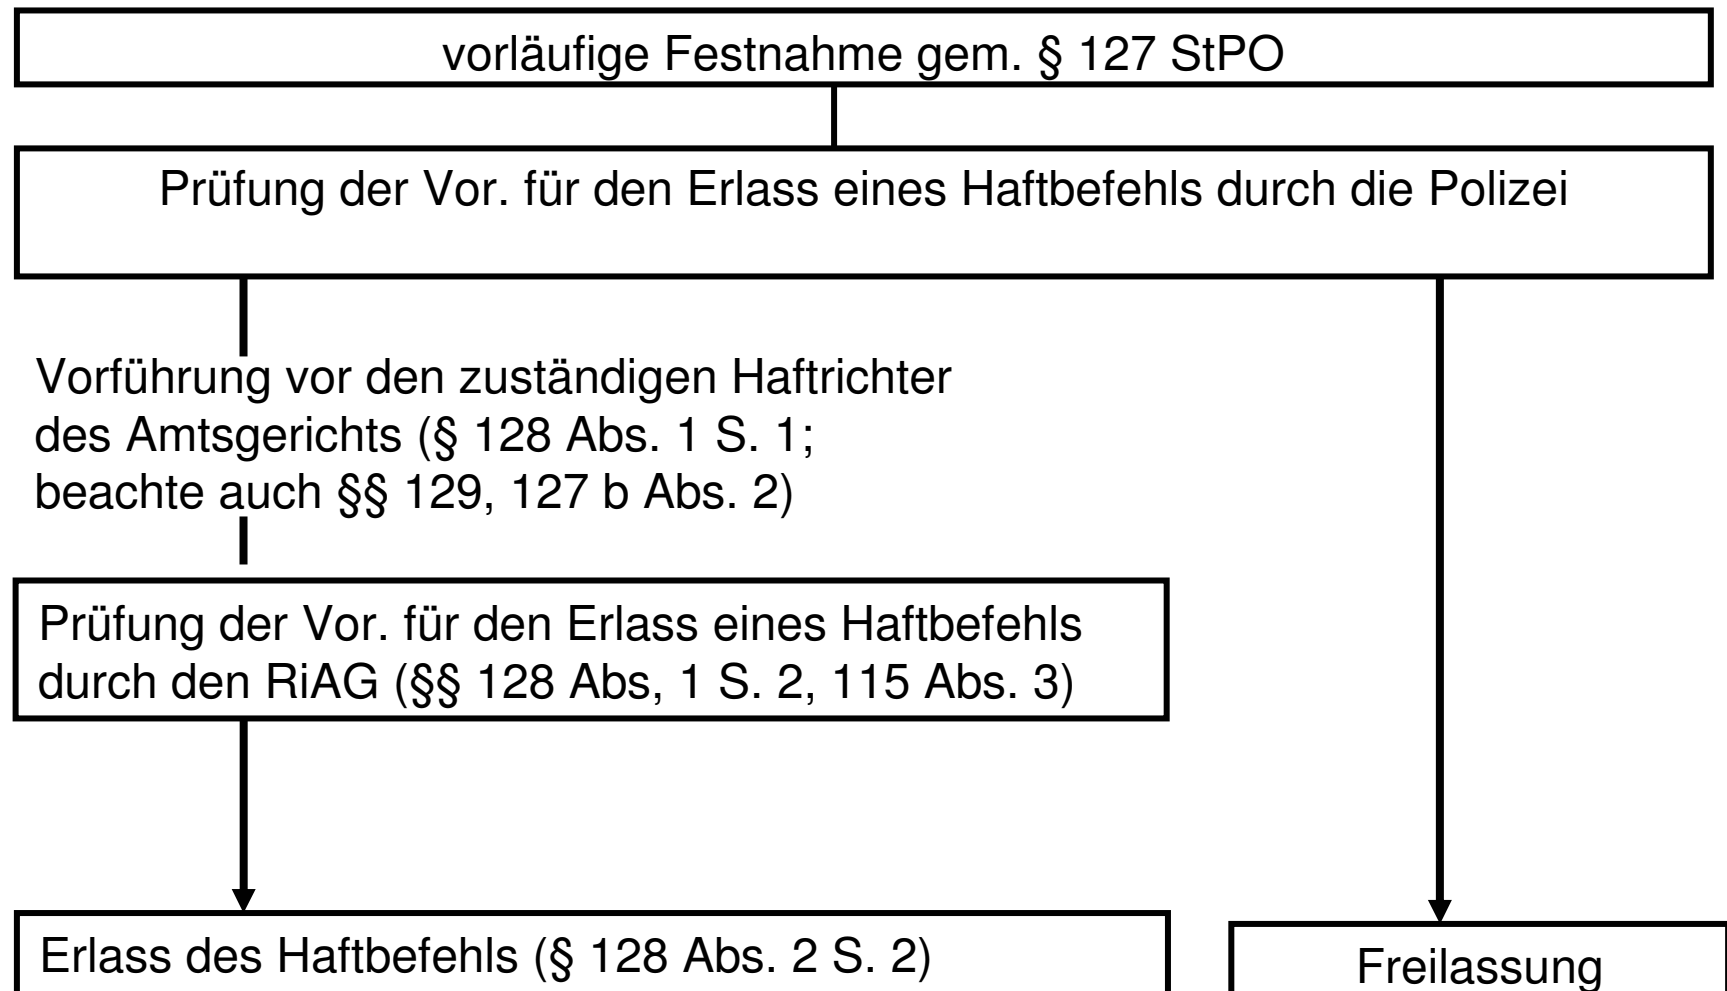 vorläufige Festnahme gem. § 127 StPO
Prüfung der Vor. für den Erlass eines Haftbefehls durch die Polizei
Vorführung vor den zuständigen Haftrichter
des Amtsgerichts (§ 128 Abs. 1 S. 1;
beachte auch §§ 129, 127 b Abs. 2)
Prüfung der Vor. für den Erlass eines Haftbefehls
durch den RiAG (§§ 128 Abs, 1 S. 2, 115 Abs. 3)
Erlass des Haftbefehls (§ 128 Abs. 2 S. 2)
Freilassung